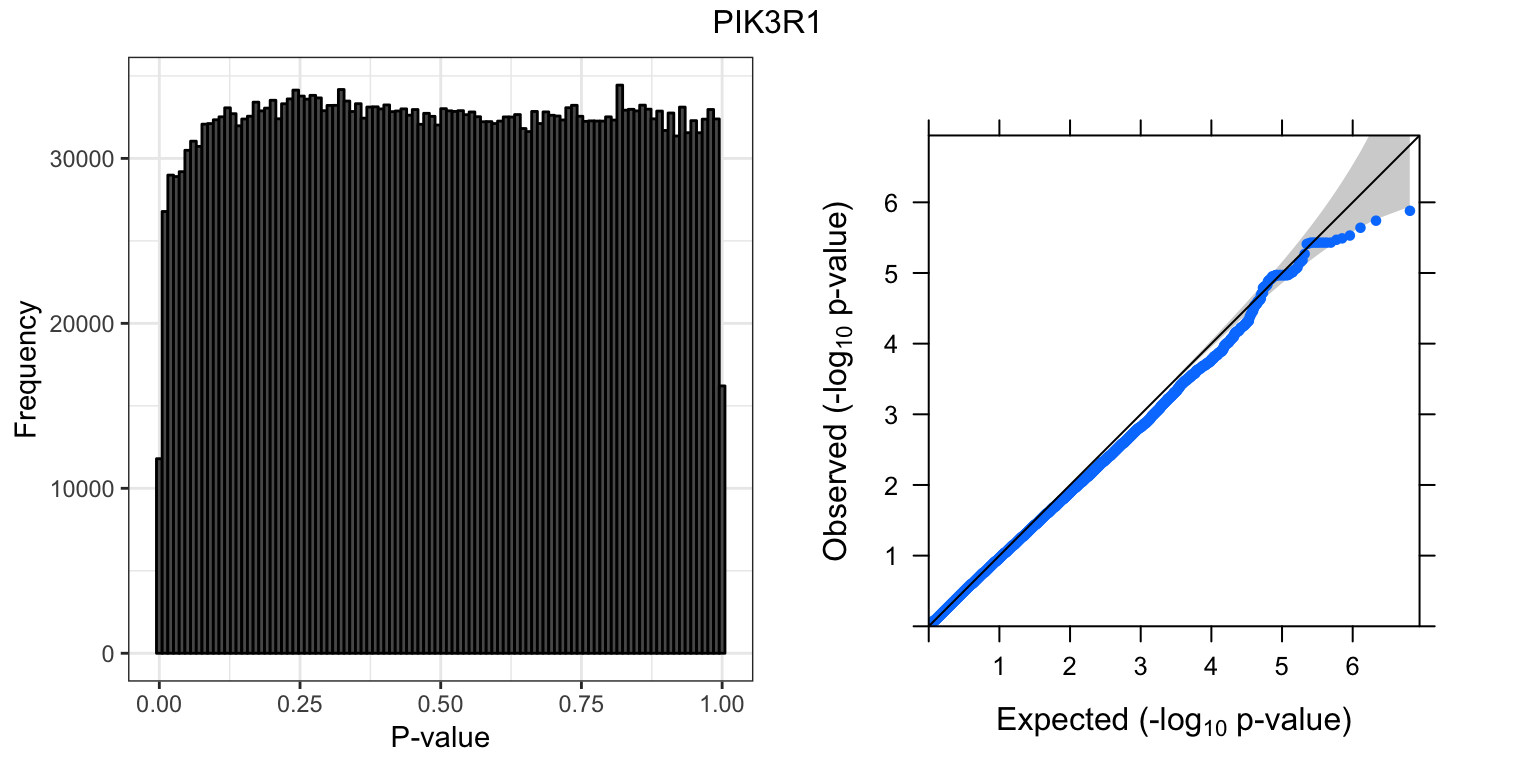 PIK3R1
Frequency
30000
20000
10000
0
0.00 0.25 0.50 0.75 1.00
P-value
Observed (-log10 p-value)
6
5
4
3
2
1
1 2 3 4 5 6
Expected (-log10 p-value)